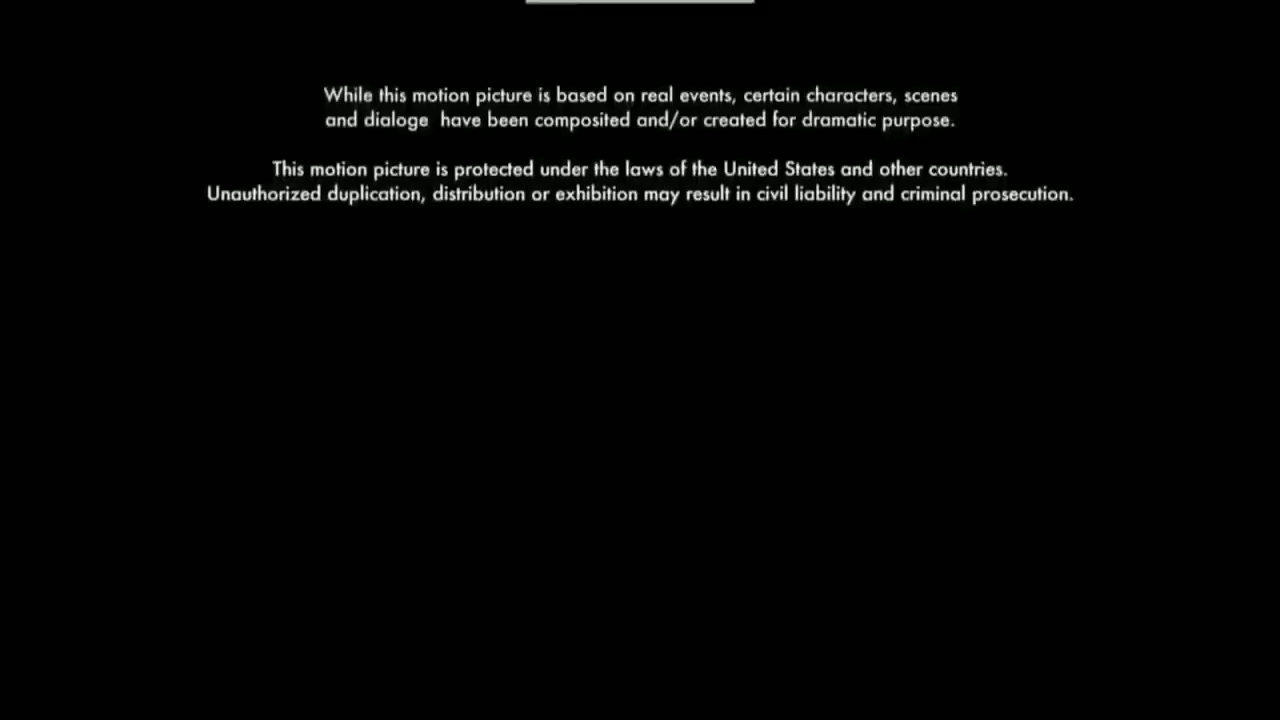 While this motion picture is based on real events, certain characters, scenes
and dialoge  have been composited and/or created for dramatic purpose.
This motion picture is protected under the laws of the United States and other countries.
Unauthorized duplication, distribution or exhibition may result in civil liability and criminal prosecution.